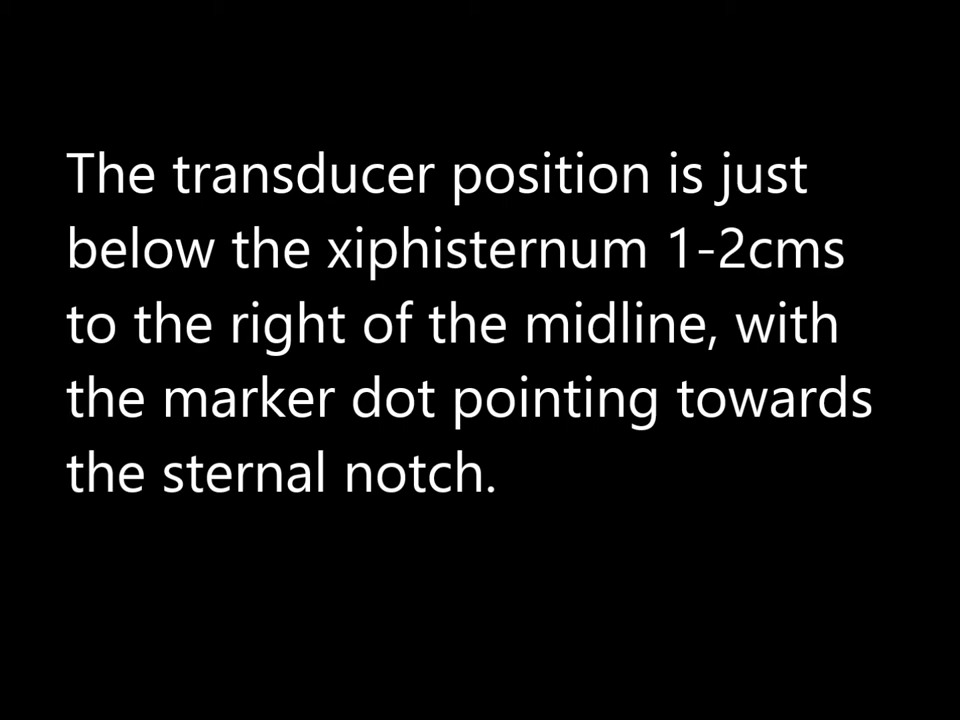 The transducer position is just
below the xiphisternum 1-2cms
to the right of the midline, with
the marker dot pointing towards
the sternal notch.